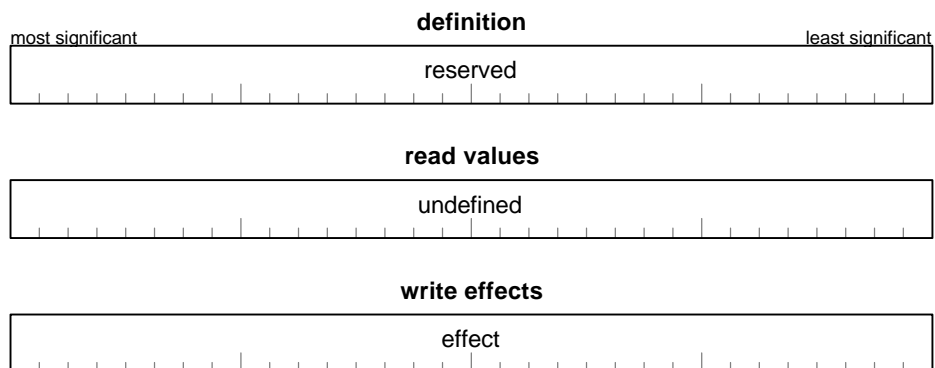 definition
most significant least significant
reserved
read values
undefined
write effects
effect